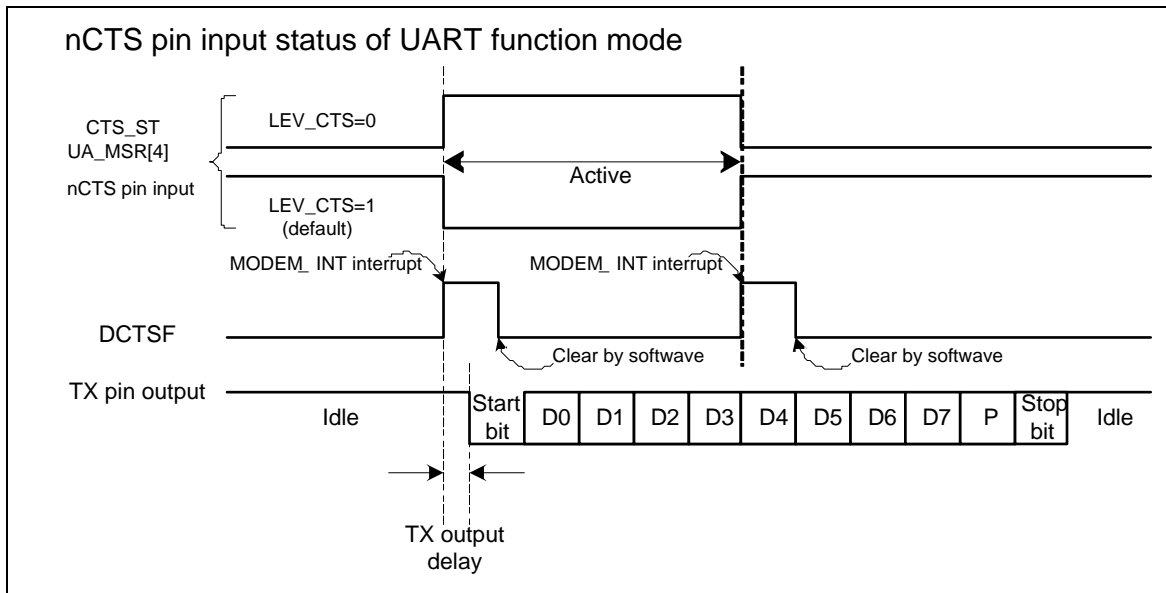 nCTS pin input status of UART function mode
CTS_ST
UA_MSR[4]
nCTS pin input
LEV_CTS=0
Active
LEV_CTS=1
(default)
MODEM_ INT interrupt
MODEM_ INT interrupt
DCTSF
Clear by softwave
Clear by softwave
TX pin output
Idle
Start
bit
D0
D1
D2
D3
D4
D5
D6
D7
P
Stop
bit
Idle
TX output
delay